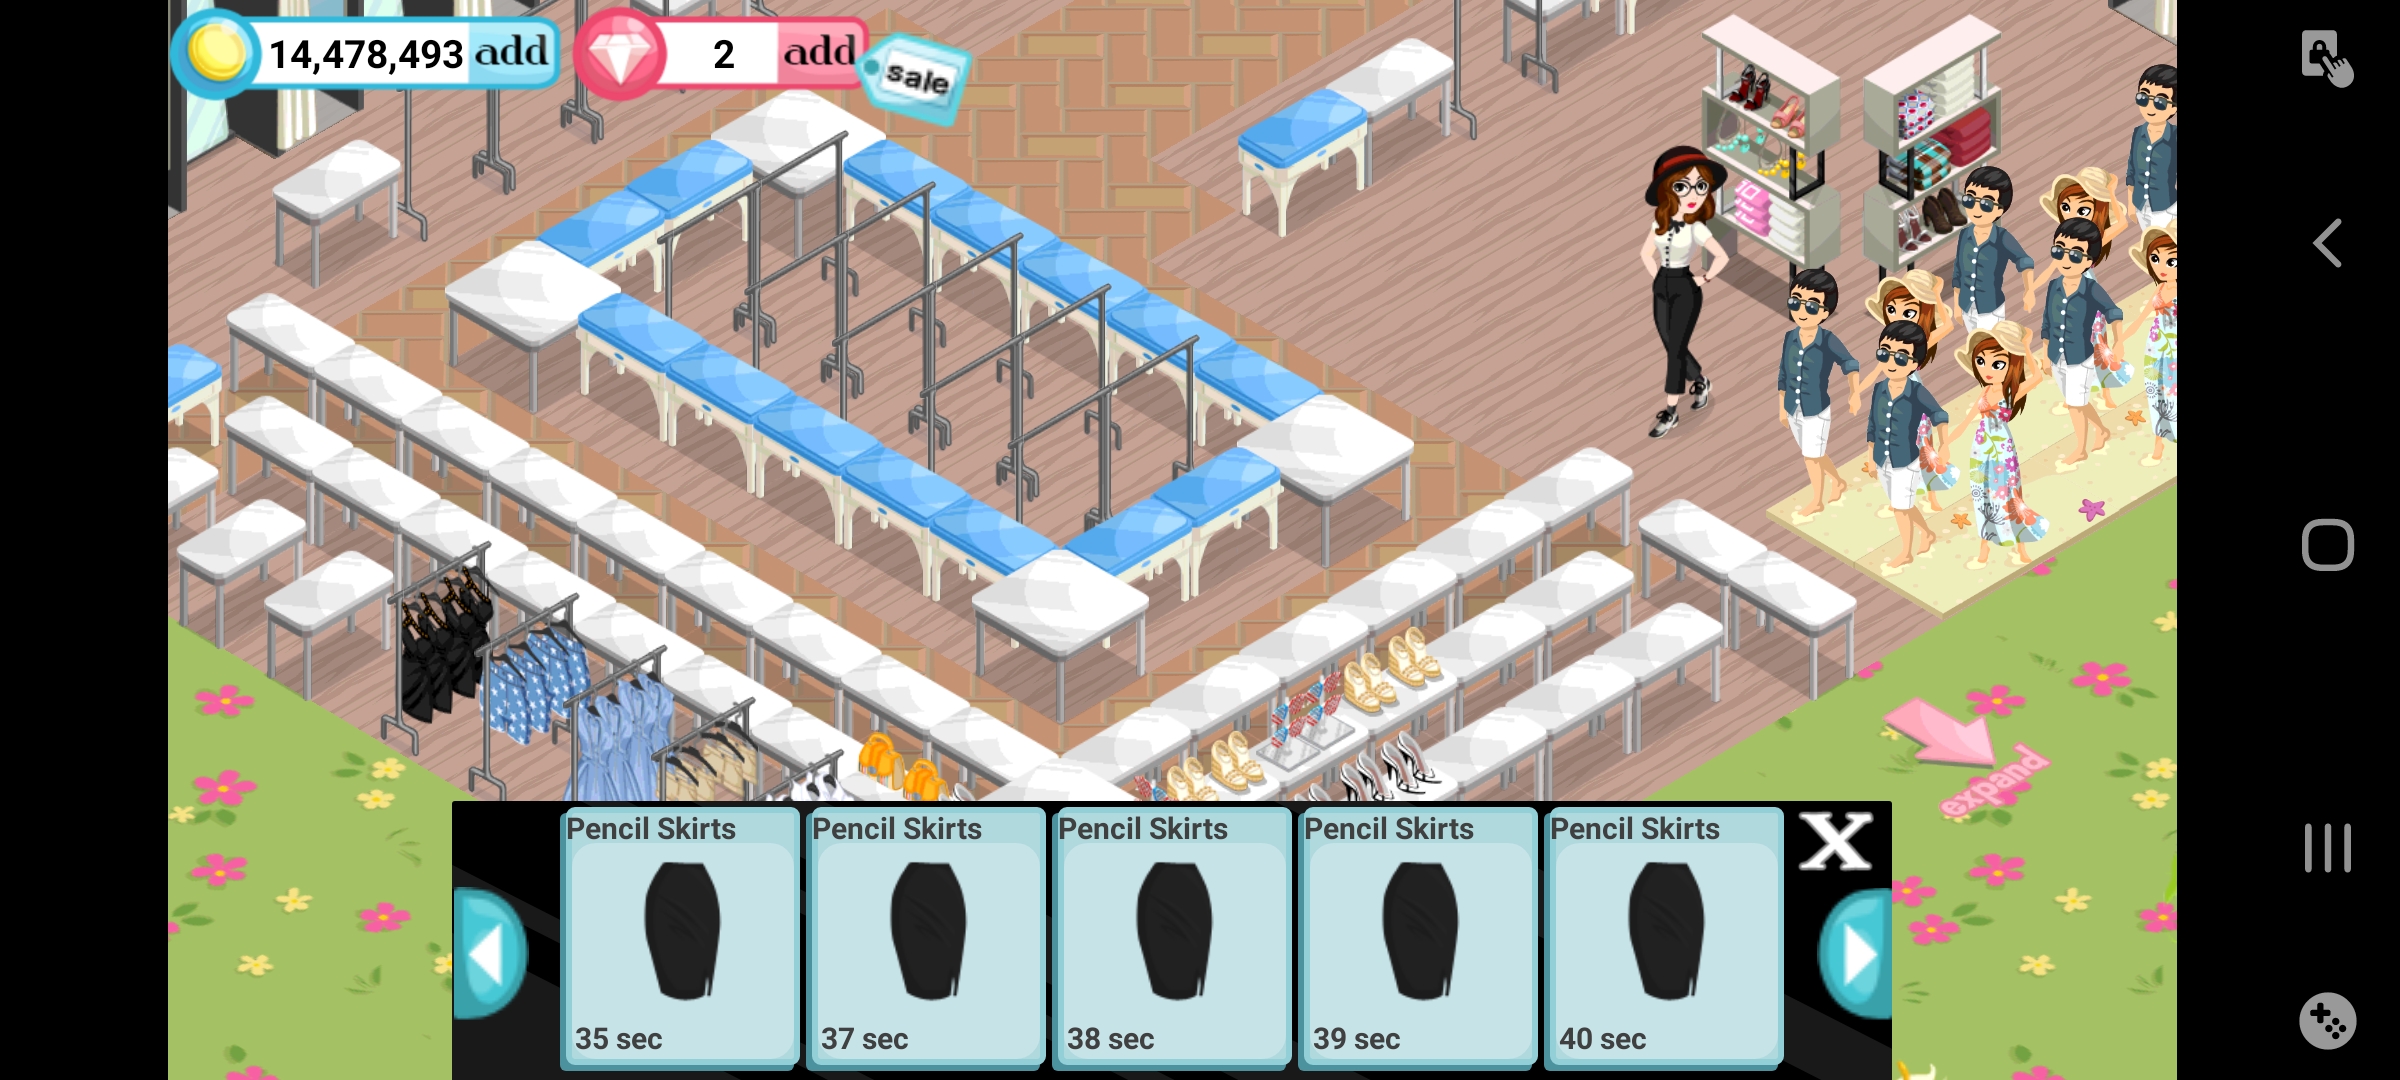 14,478,493 add
2 add
sale
10
expand
Pencil Skirts
35 sec
Pencil Skirts
37 sec
Pencil Skirts
38 sec
Pencil Skirts
39 sec
Pencil Skirts
40 sec
X